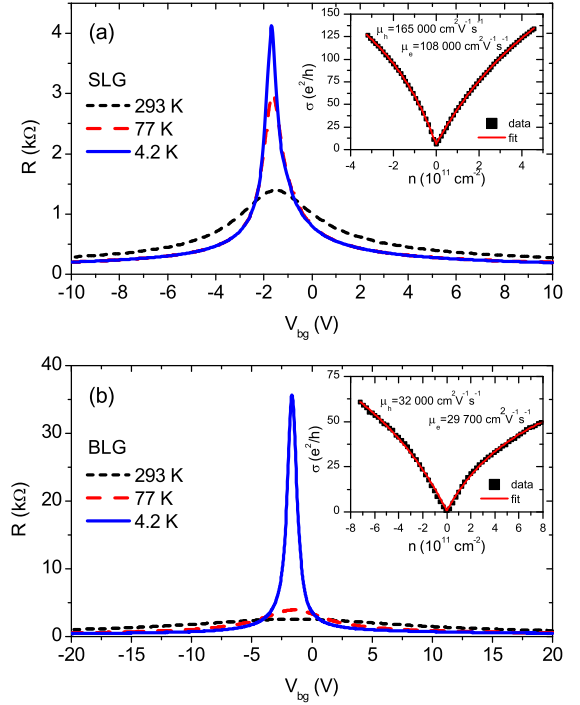 (a)
SLG
293 K
77 K
4.2 K
R (kΩ)
4
3
2
1
0
-10 -8 -6 -4 -2 0 2 4 6 8 10
V_bg (V)
μ_h=165 000 cm²V⁻¹s⁻¹
μ_e=108 000 cm²V⁻¹s⁻¹
σ (e²/h)
150
125
100
75
50
25
0
-4 -2 0 2 4
n (10¹¹ cm⁻²)
data
fit
(b)
BLG
293 K
77 K
4.2 K
R (kΩ)
40
30
20
10
0
-20 -15 -10 -5 0 5 10 15 20
V_bg (V)
μ_h=32 000 cm²V⁻¹s⁻¹
μ_e=29 700 cm²V⁻¹s⁻¹
σ (e²/h)
75
50
25
0
-8 -6 -4 -2 0 2 4 6 8
n (10¹¹ cm⁻²)
data
fit